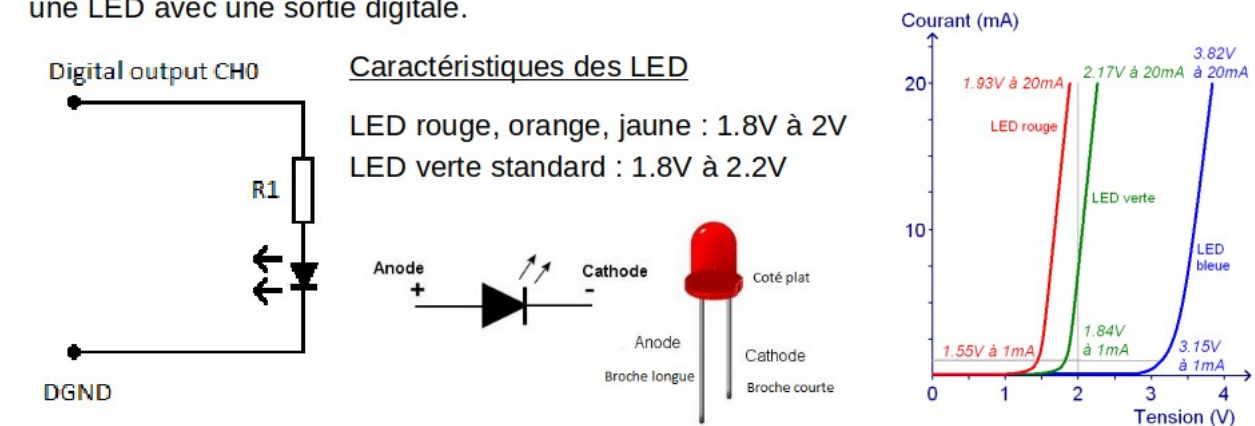 une LED avec une sortie digitale.
Digital output CH0
R1
DGND
Caractéristiques des LED
LED rouge, orange, jaune : 1.8V à 2V
LED verte standard : 1.8V à 2.2V
Anode
+
Cathode
-
Coté plat
Anode
Broche longue
Cathode
Broche courte
Courant (mA)
3.82V
à 20mA
2.17V à 20mA
1.93V à 20mA
20
LED rouge
LED verte
10
LED
bleue
1.84V
à 1mA
1.55V à 1mA
3.15V
à 1mA
0 1 2 3 4
Tension (V)